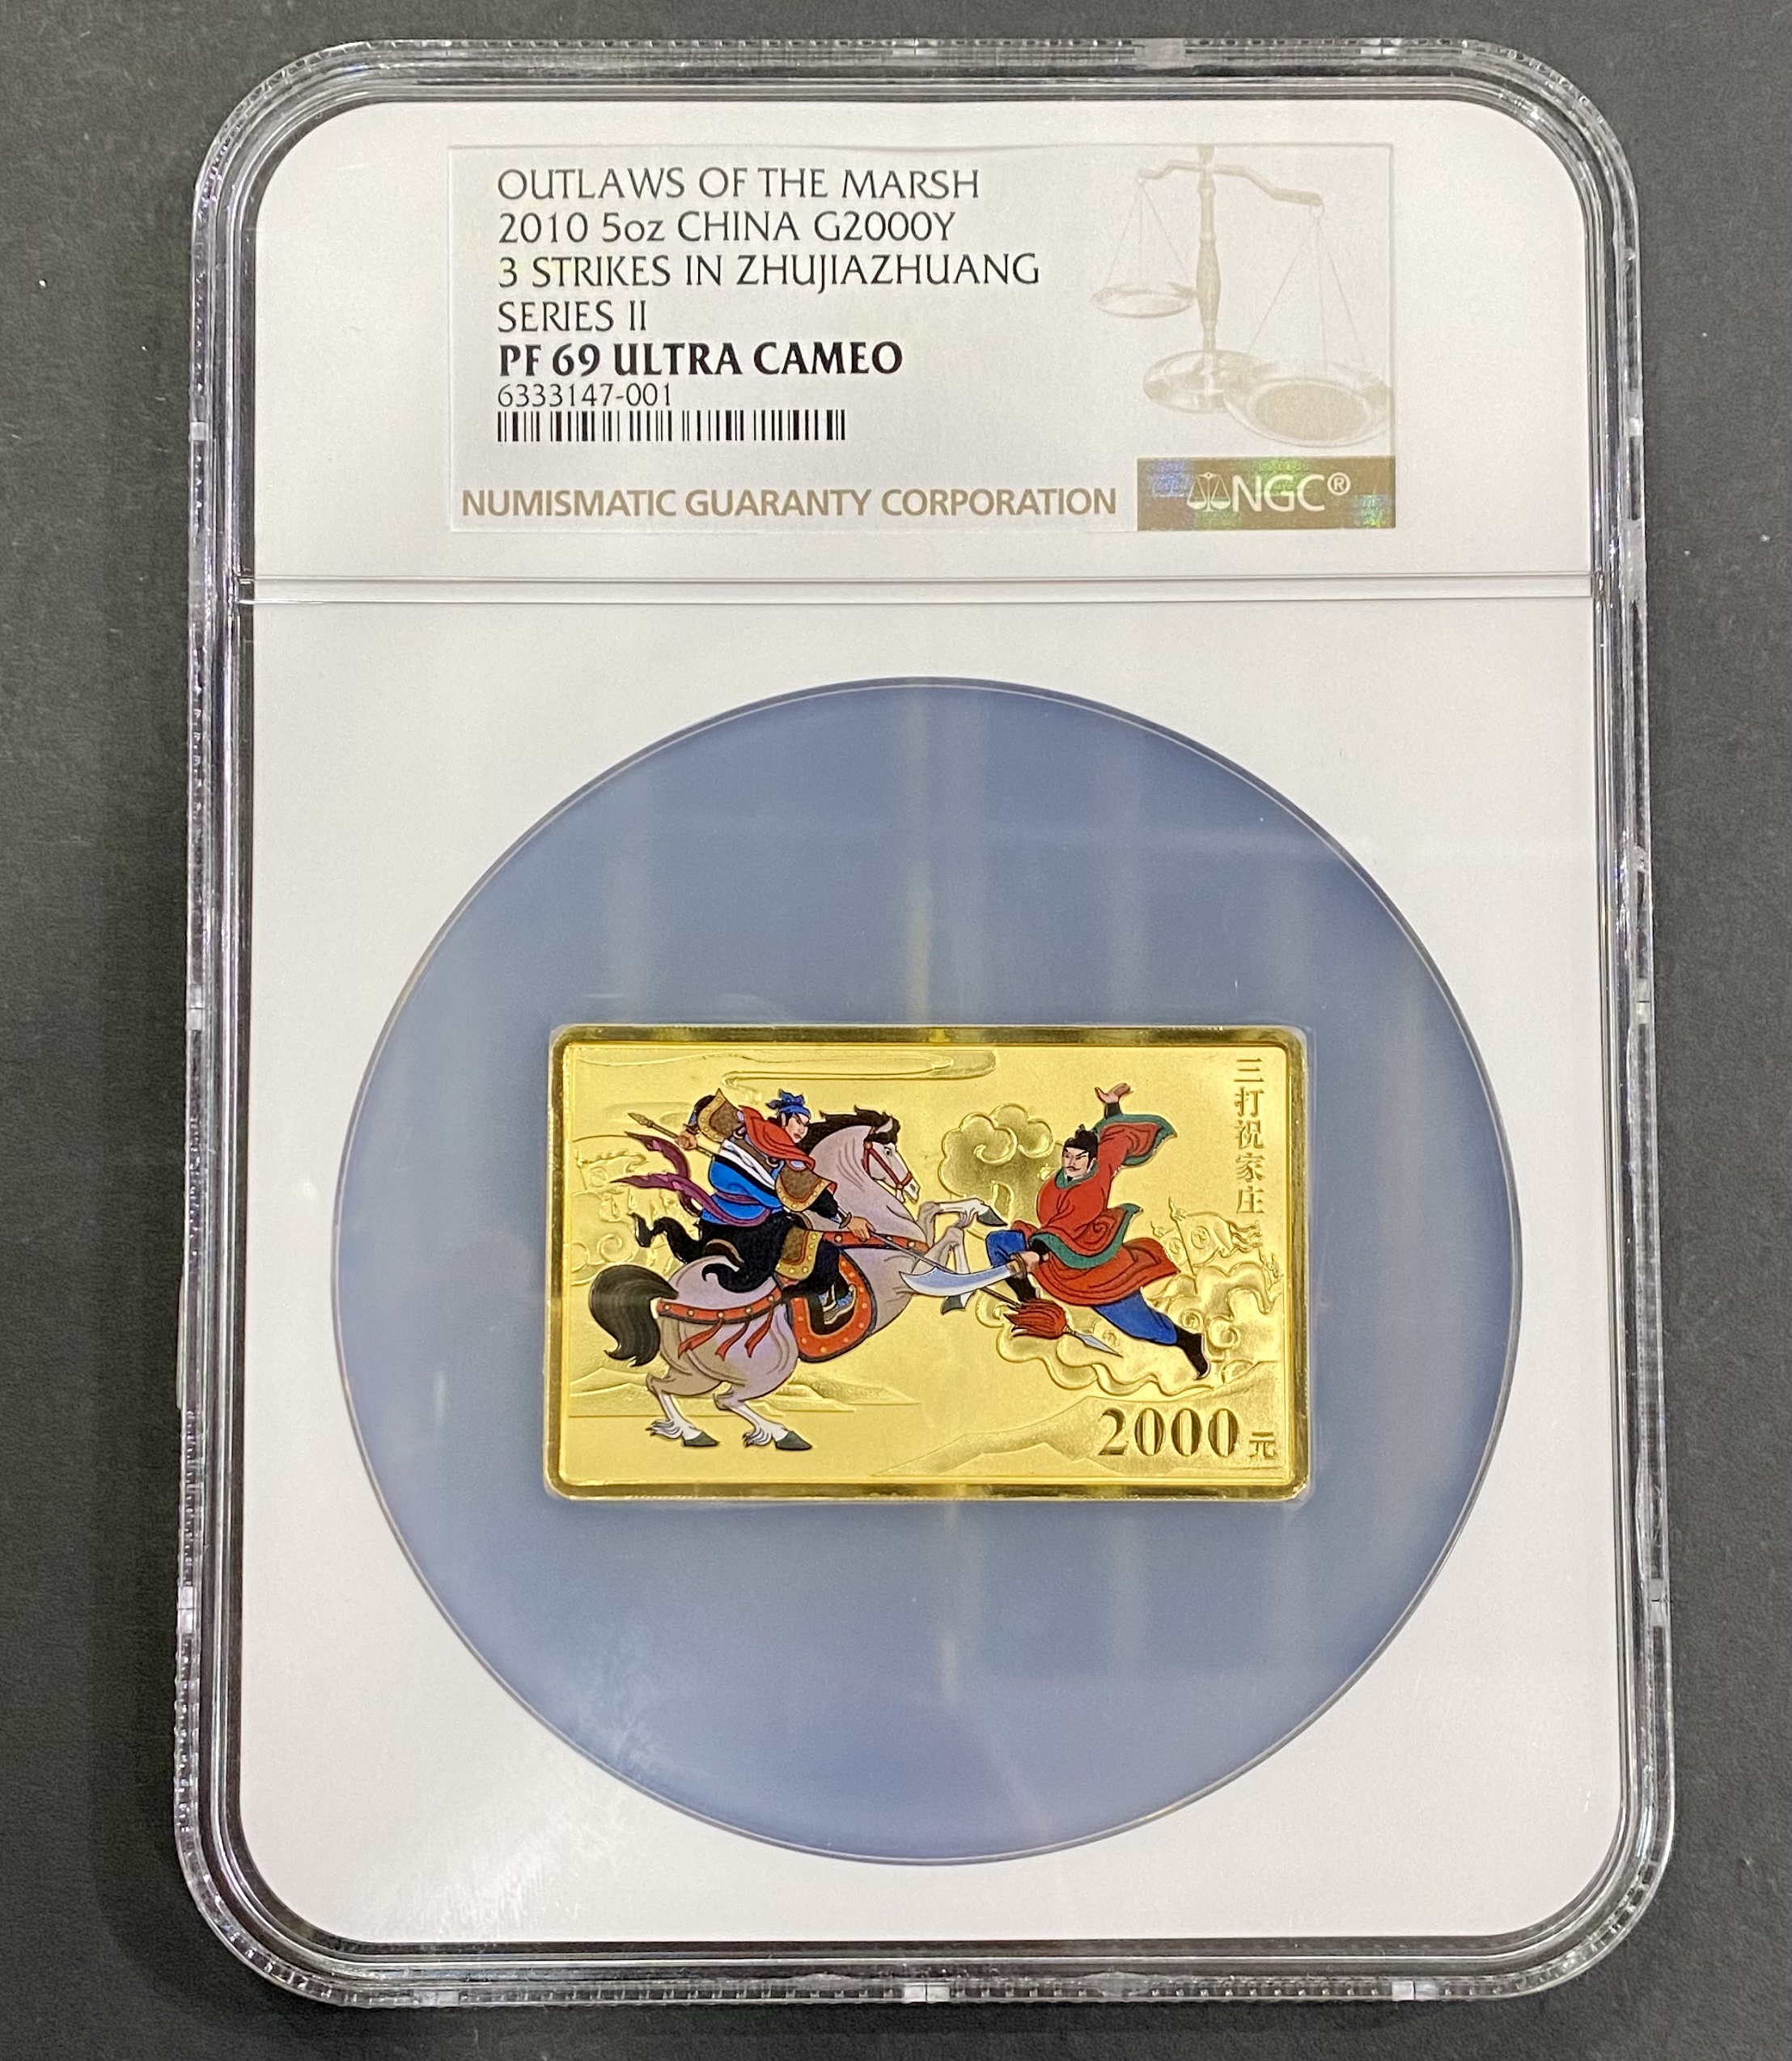 OUTLAWS OF THE MARSH
2010 5oz CHINA G2000Y
3 STRIKES IN ZHUJIAZHUANG
SERIES II
PF 69 ULTRA CAMEO
6333147-001
NUMISMATIC GUARANTY CORPORATION
NGC®
三打祝家庄
2000元